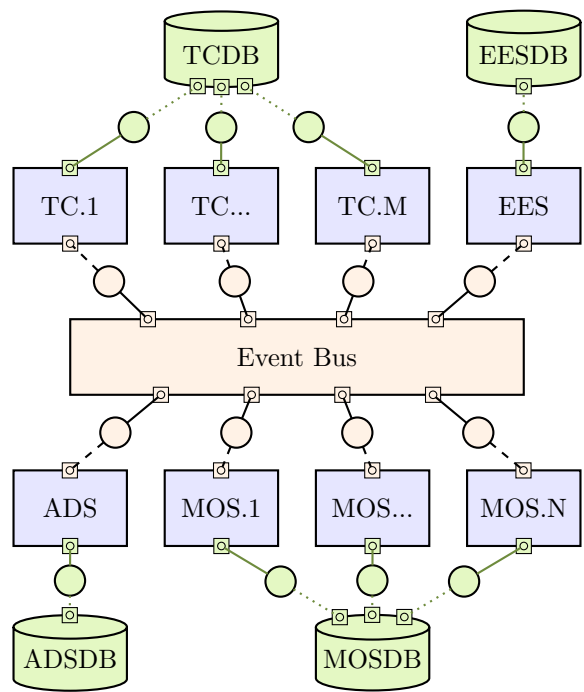 TCDB
EESDB
TC.1
TC...
TC.M
EES
Event Bus
ADS
MOS.1
MOS...
MOS.N
ADSDB
MOSDB